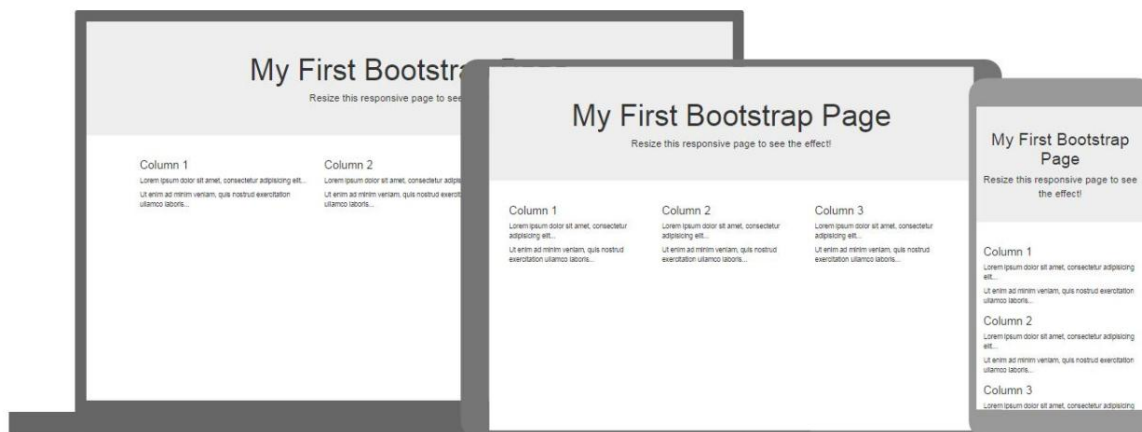 My First Bootstrap
Resize this responsive page to see
Column 1
Lorem ipsum dolor sit amet, consectetur adipisicing elit...
Ut enim ad minim veniam, quis nostrud exercitation
ullamco laboris...
Column 2
Lorem ipsum dolor sit amet, consectetur
Ut enim ad minim veniam, quis nostrud
ullamco laboris...
My First Bootstrap Page
Resize this responsive page to see the effect!
Column 1
Lorem ipsum dolor sit amet, consectetur
adipisicing elit...
Ut enim ad minim veniam, quis nostrud
exercitation ullamco laboris...
Column 2
Lorem ipsum dolor sit amet, consectetur
adipisicing elit...
Ut enim ad minim veniam, quis nostrud
exercitation ullamco laboris...
Column 3
Lorem ipsum dolor sit amet, consectetur
adipisicing elit...
Ut enim ad minim veniam, quis nostrud
exercitation ullamco laboris...
My First Bootstrap
Page
Resize this responsive page to see
the effect!
Column 1
Lorem ipsum dolor sit amet, consectetur adipisicing
elit...
Ut enim ad minim veniam, quis nostrud exercitation
ullamco laboris...
Column 2
Lorem ipsum dolor sit amet, consectetur adipisicing
elit...
Ut enim ad minim veniam, quis nostrud exercitation
ullamco laboris...
Column 3
Lorem ipsum dolor sit amet, consectetur adipisicing